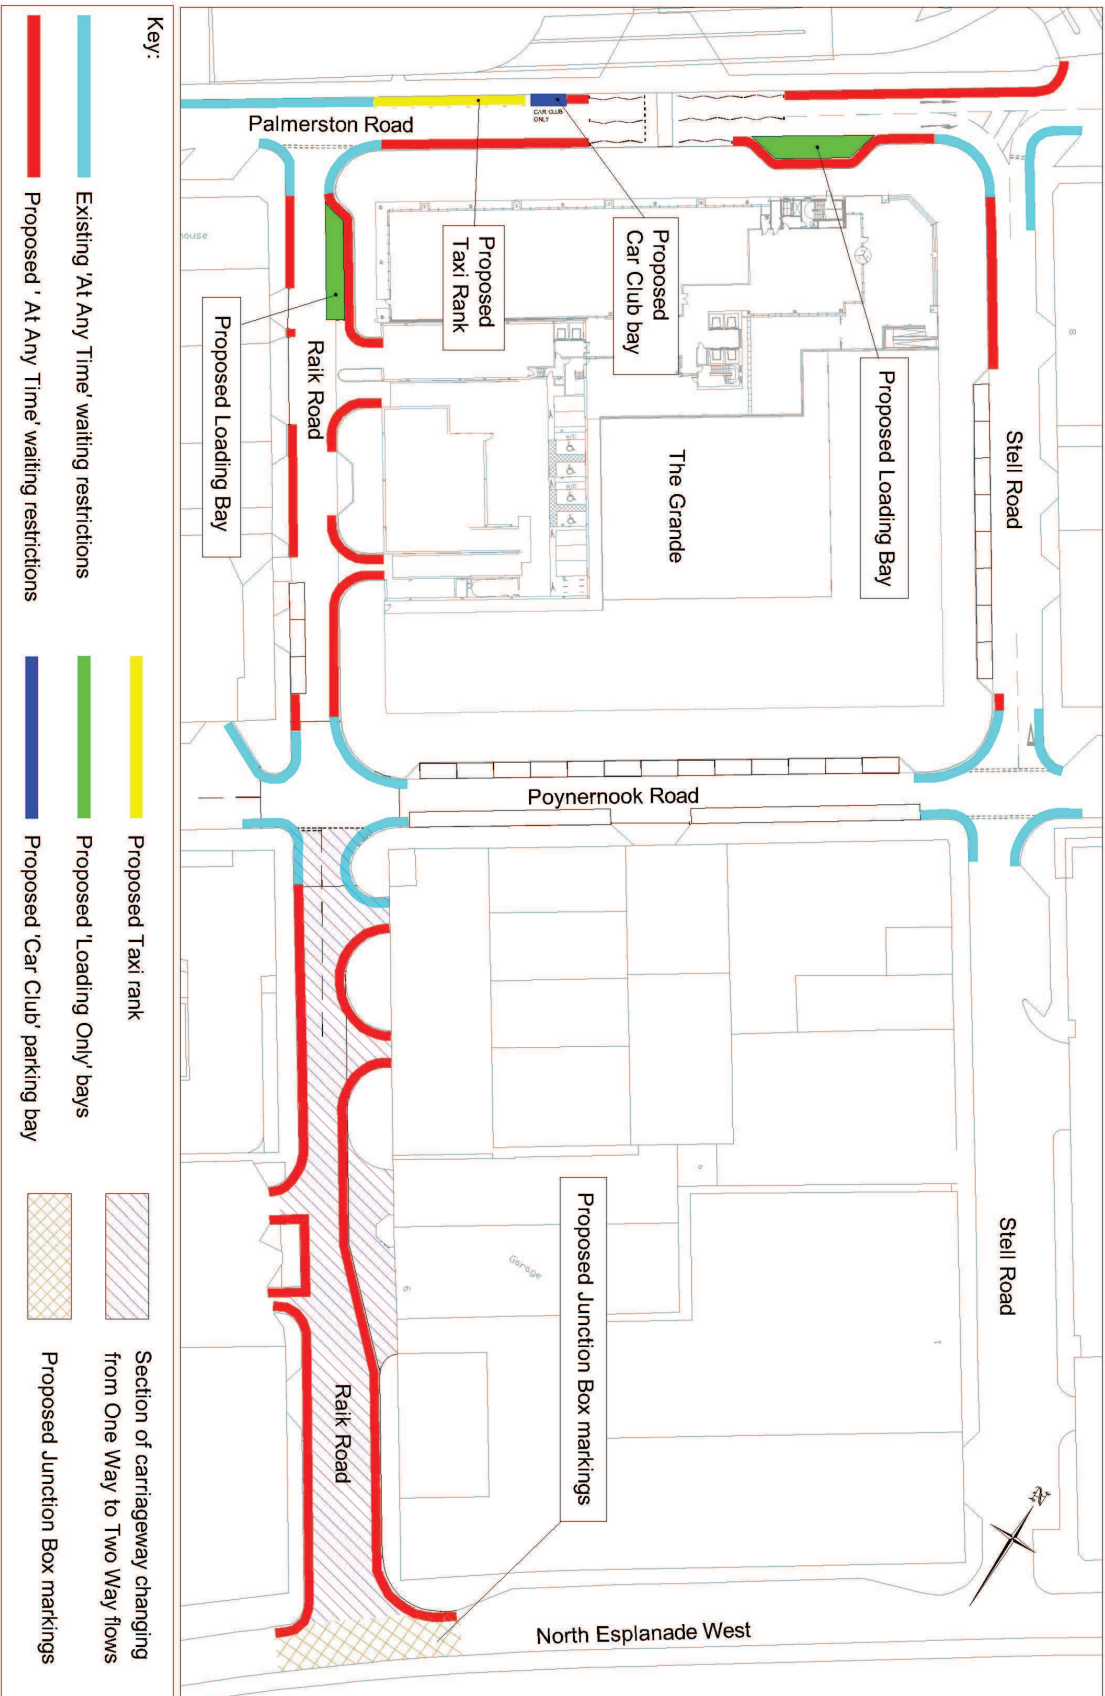 Stell Road
Stell Road
Proposed Loading Bay
The Grande
Proposed
Car Club bay
Proposed
Taxi Rank
CAR CLUB
ONLY
Palmerston Road
Raik Road
Proposed Loading Bay
ouse
8
Poynernook Road
Garage
6
1
Proposed Junction Box markings
Raik Road
North Esplanade West
N
Key:
Existing 'At Any Time' waiting restrictions
Proposed ' At Any Time' waiting restrictions
Proposed Taxi rank
Proposed 'Loading Only' bays
Proposed 'Car Club' parking bay
Section of carriageway changing
from One Way to Two Way flows
Proposed Junction Box markings